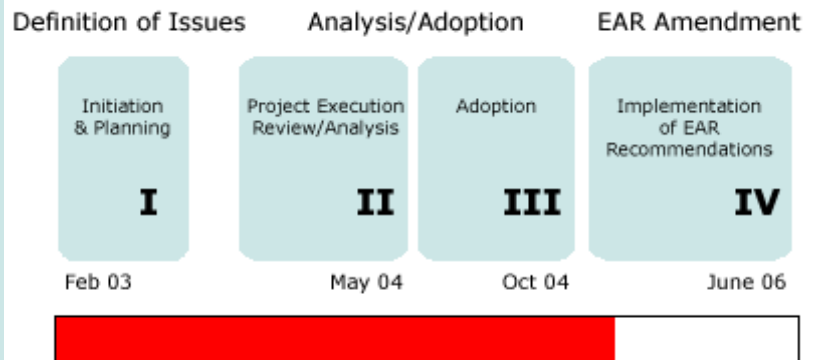 Definition of Issues
Analysis/Adoption
EAR Amendment
Initiation
& Planning
I
Project Execution
Review/Analysis
II
Adoption
III
Implementation
of EAR
Recommendations
IV
Feb 03
May 04
Oct 04
June 06